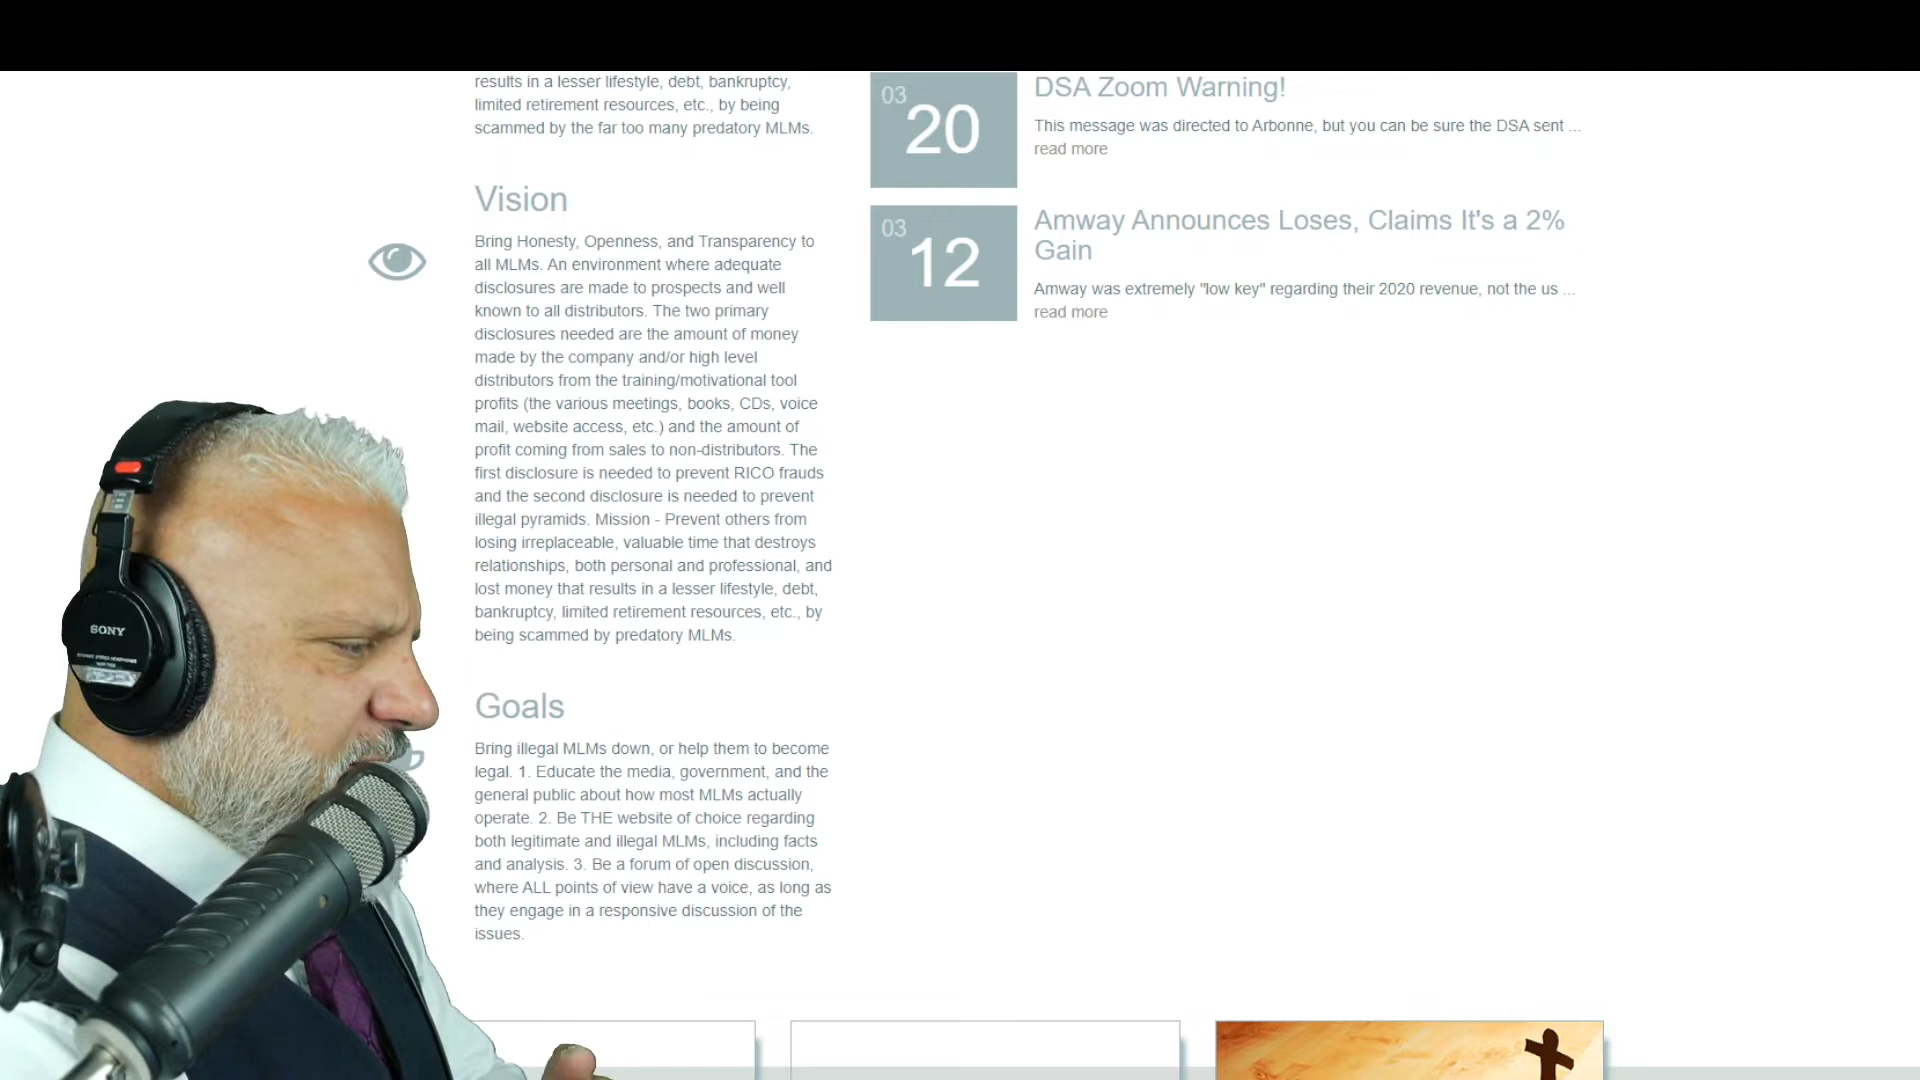 results in a lesser lifestyle, debt, bankruptcy,
limited retirement resources, etc., by being
scammed by the far too many predatory MLMs.
Vision
Bring Honesty, Openness, and Transparency to
all MLMs. An environment where adequate
disclosures are made to prospects and well
known to all distributors. The two primary
disclosures needed are the amount of money
made by the company and/or high level
distributors from the training/motivational tool
profits (the various meetings, books, CDs, voice
mail, website access, etc.) and the amount of
profit coming from sales to non-distributors. The
first disclosure is needed to prevent RICO frauds
and the second disclosure is needed to prevent
illegal pyramids. Mission - Prevent others from
losing irreplaceable, valuable time that destroys
relationships, both personal and professional, and
lost money that results in a lesser lifestyle, debt,
bankruptcy, limited retirement resources, etc., by
being scammed by predatory MLMs.
Goals
Bring illegal MLMs down, or help them to become
legal. 1. Educate the media, government, and the
general public about how most MLMs actually
operate. 2. Be THE website of choice regarding
both legitimate and illegal MLMs, including facts
and analysis. 3. Be a forum of open discussion,
where ALL points of view have a voice, as long as
they engage in a responsive discussion of the
issues.
03
20
DSA Zoom Warning!
This message was directed to Arbonne, but you can be sure the DSA sent ...
read more
03
12
Amway Announces Loses, Claims It's a 2%
Gain
Amway was extremely "low key" regarding their 2020 revenue, not the us ...
read more
SONY